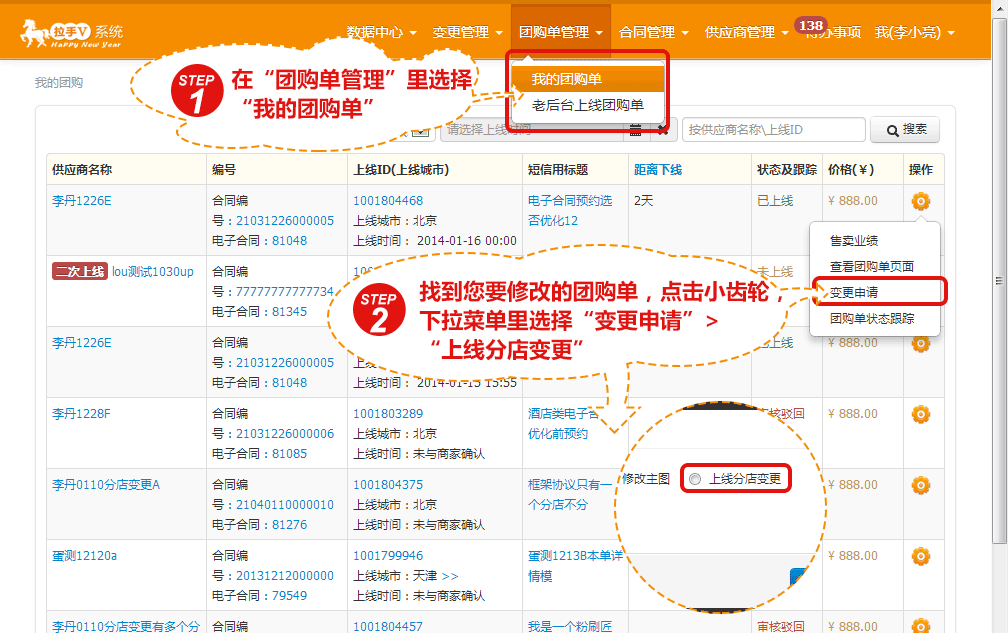 拉手V 系统
Happy New Year
数据中心
变更管理
团购单管理
合同管理
供应商管理
138
待办事项
我(李小亮)
我的团购
我的团购单
老后台上线团购单
STEP
1
在“团购单管理”里选择
“我的团购单”
请选择上线时间
按供应商名称\上线ID
搜索
供应商名称 编号 上线ID(上线城市) 短信用标题 距离下线 状态及跟踪 价格(¥) 操作
李丹1226E
合同编
号：21031226000005
电子合同：81048
1001804468
上线城市：北京
上线时间： 2014-01-16 00:00
电子合同预约选
否优化12
2天
已上线
¥ 888.00
售卖业绩
查看团购单页面
变更申请
团购单状态跟踪
二次上线 lou测试1030up
合同编
号：77777777777734
电子合同：81345
未上线
STEP
2
找到您要修改的团购单，点击小齿轮，
下拉菜单里选择“变更申请”>
“上线分店变更”
李丹1226E
合同编
号：21031226000005
电子合同：81048
上线时间： 2014-01-15 15:55
已上线
¥ 888.00
李丹1228F
合同编
号：21031226000006
电子合同：81085
1001803289
上线城市：北京
上线时间：未与商家确认
酒店类电子合
优化前预约
审核驳回
¥ 888.00
修改主图
上线分店变更
李丹0110分店变更A
合同编
号：21040110000010
电子合同：81276
1001804375
上线城市：北京
上线时间：未与商家确认
框架协议只有一
个分店不分
¥ 888.00
蛋测12120a
合同编
号：20131212000000
电子合同：79549
1001799946
上线城市：天津 >>
上线时间：未与商家确认
蛋测1213B本单详
情模
¥ 888.00
李丹0110分店变更有多个分
合同编
1001804457
我是一个粉刷匠
审核驳回
¥ 888.00